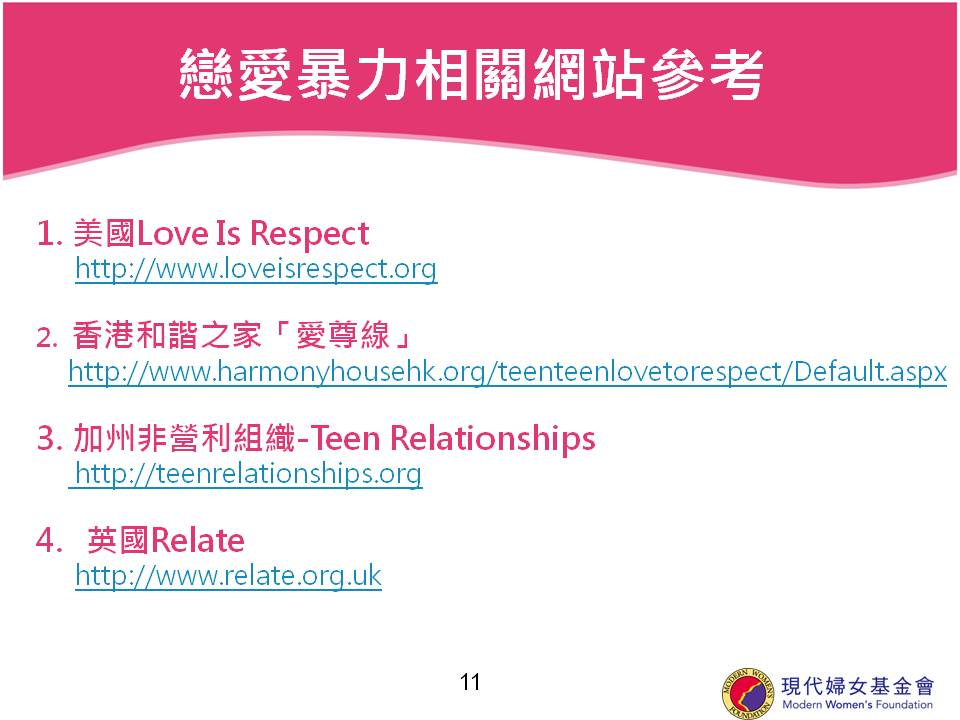 戀愛暴力相關網站參考
1. 美國Love Is Respect
http://www.loveisrespect.org
2. 香港和諧之家「愛尊線」
http://www.harmonyhousehk.org/teenteenlovetorespect/Default.aspx
3. 加州非營利組織-Teen Relationships
http://teenrelationships.org
4. 英國Relate
http://www.relate.org.uk
11
MODERN WOMEN'S FOUNDATION
現代婦女基金會
Modern Women's Foundation